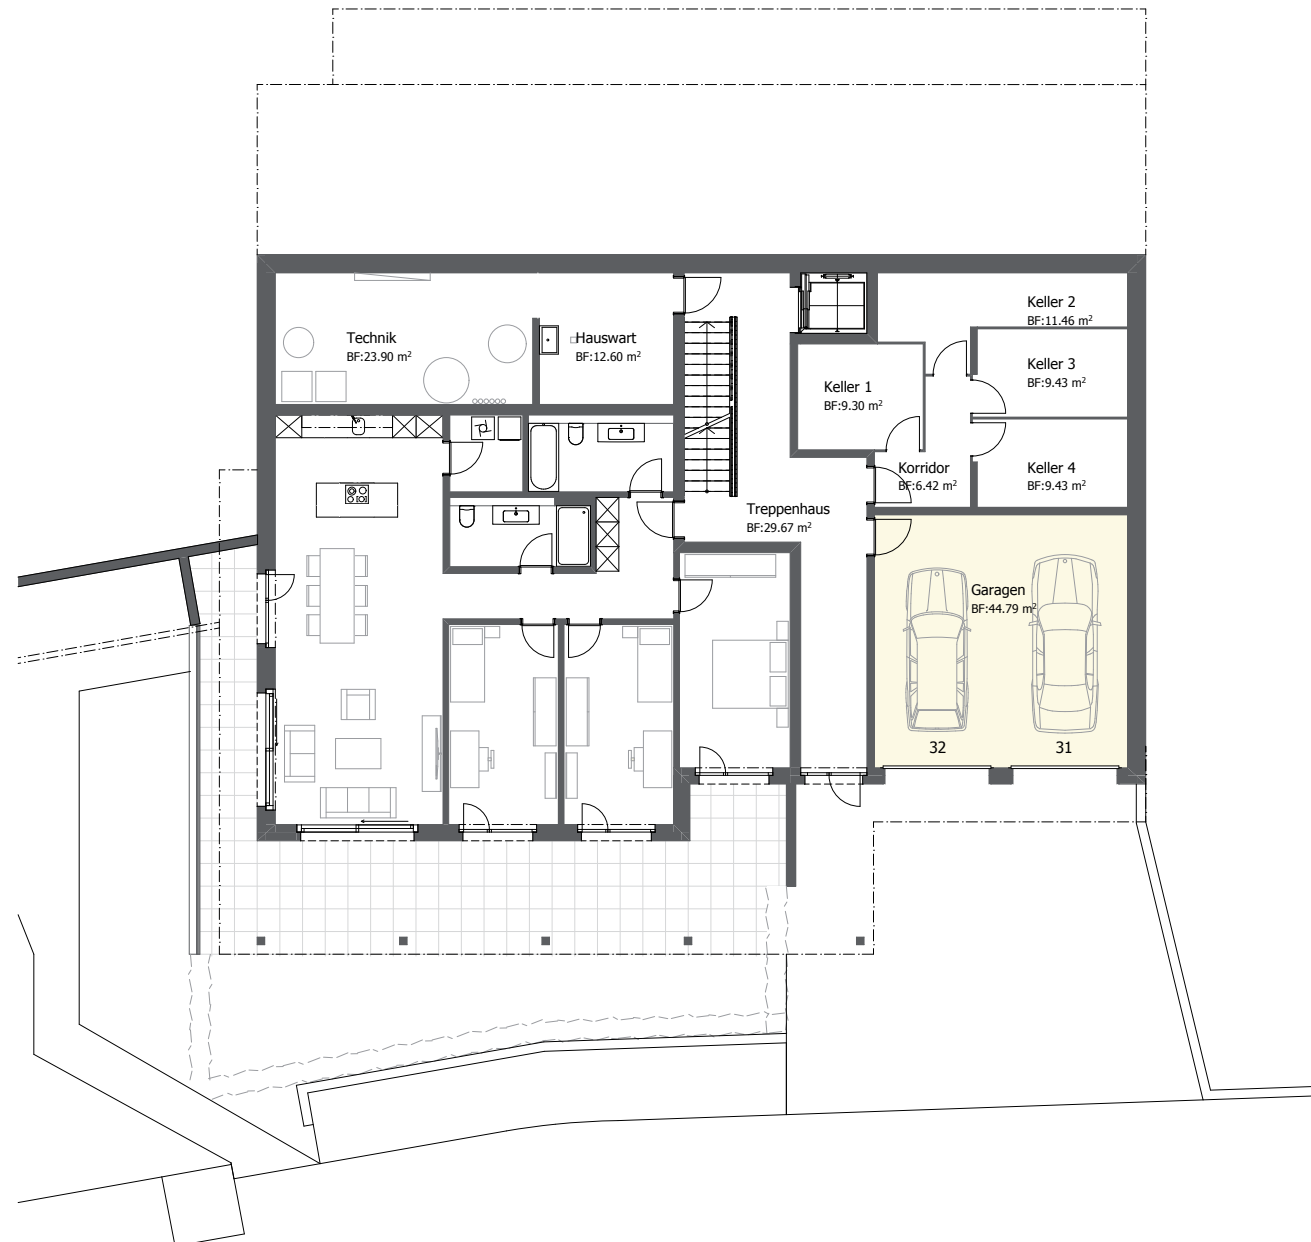 Technik
BF:23.90 m²
Hauswart
BF:12.60 m²
Keller 2
BF:11.46 m²
Keller 3
BF:9.43 m²
Keller 1
BF:9.30 m²
Korridor
BF:6.42 m²
Keller 4
BF:9.43 m²
Treppenhaus
BF:29.67 m²
Garagen
BF:44.79 m²
32
31